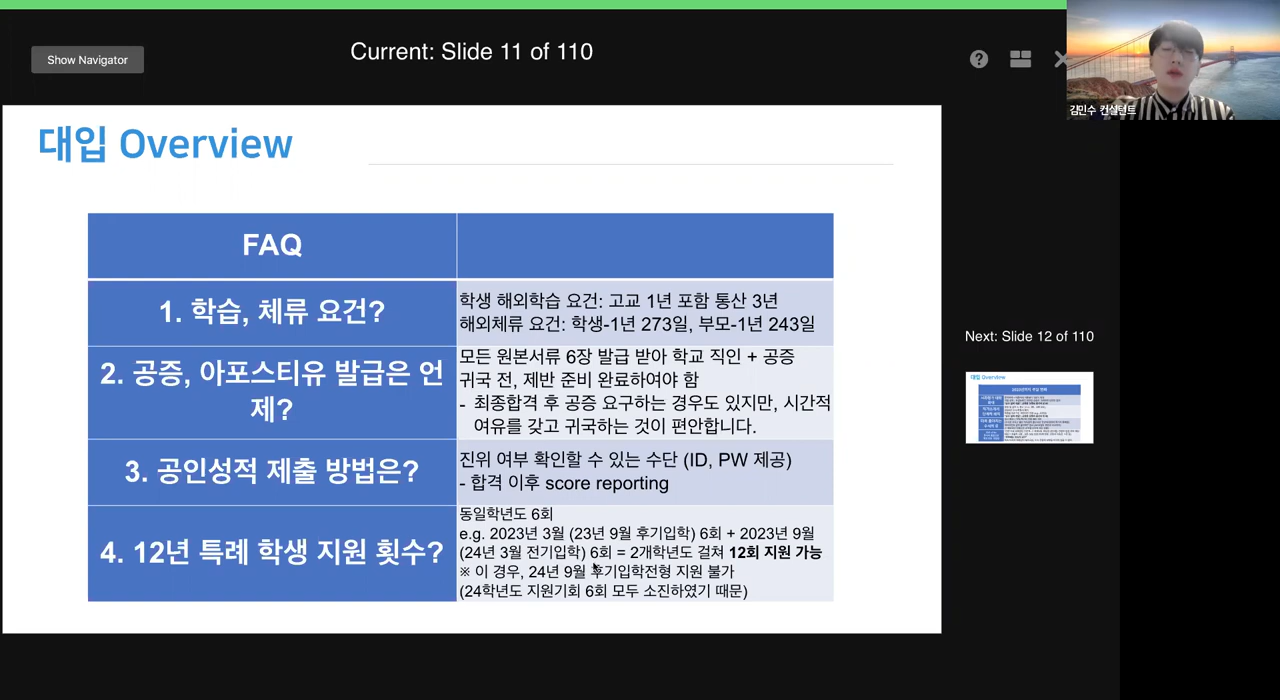 Show Navigator
Current: Slide 11 of 110
김민수 컨설턴트
대입 Overview
FAQ
1. 학습, 체류 요건?
학생 해외학습 요건: 고교 1년 포함 통산 3년
해외체류 요건: 학생-1년 273일, 부모-1년 243일
2. 공증, 아포스티유 발급은 언
제?
모든 원본서류 6장 발급 받아 학교 직인 + 공증
귀국 전, 제반 준비 완료하여야 함
- 최종합격 후 공증 요구하는 경우도 있지만, 시간적
여유를 갖고 귀국하는 것이 편안합니다.
3. 공인성적 제출 방법은?
진위 여부 확인할 수 있는 수단 (ID, PW 제공)
- 합격 이후 score reporting
4. 12년 특례 학생 지원 횟수?
동일학년도 6회
e.g. 2023년 3월 (23년 9월 후기입학) 6회 + 2023년 9월
(24년 3월 전기입학) 6회 = 2개학년도 걸쳐 12회 지원 가능
※ 이 경우, 24년 9월 후기입학전형 지원 불가
(24학년도 지원기회 6회 모두 소진하였기 때문)
Next: Slide 12 of 110
대입 Overview